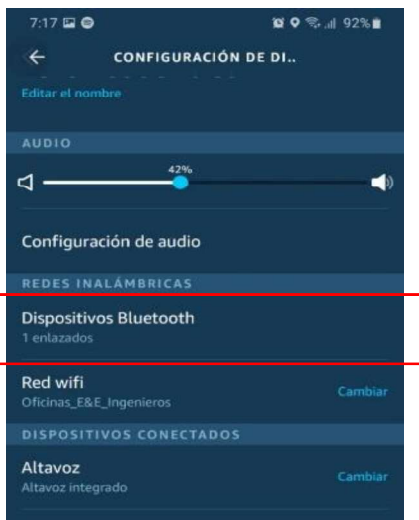 7:17 92%
CONFIGURACIÓN DE DI..
Editar el nombre
AUDIO
42%
Configuración de audio
REDES INALÁMBRICAS
Dispositivos Bluetooth
1 enlazados
Red wifi
Oficinas_E&E_Ingenieros
Cambiar
DISPOSITIVOS CONECTADOS
Altavoz
Altavoz integrado
Cambiar